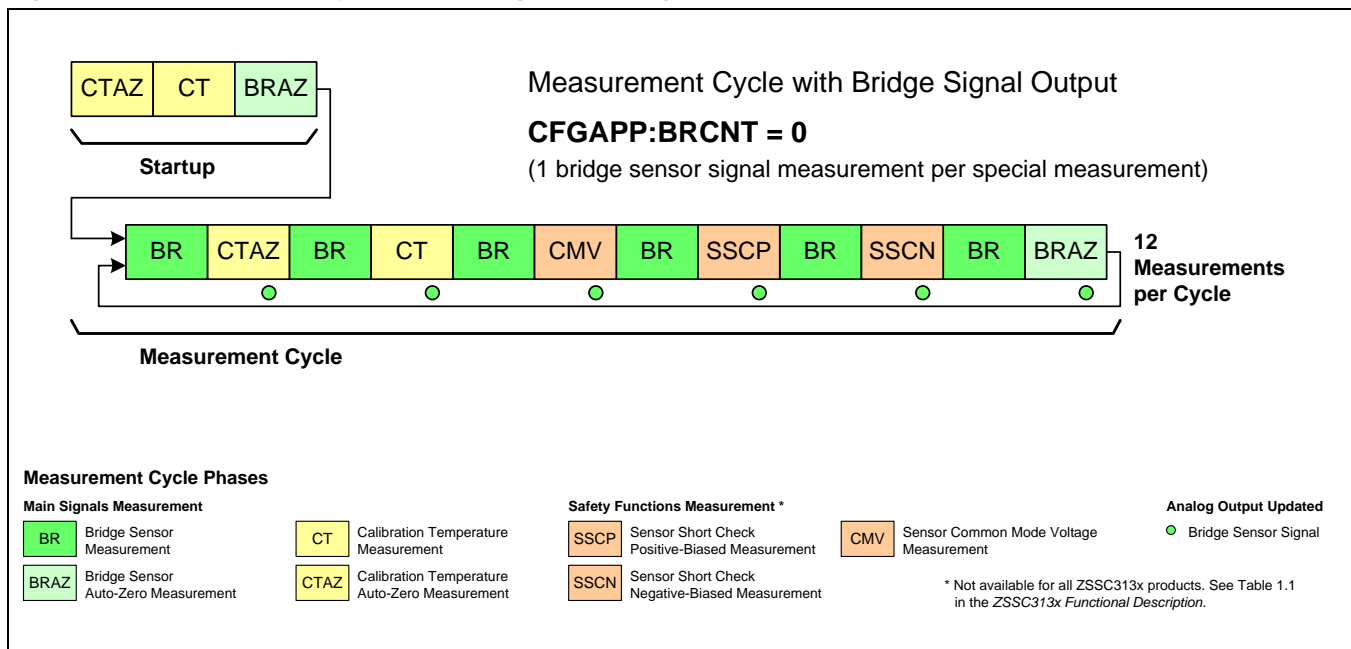 CTAZ CT BRAZ
Startup
Measurement Cycle with Bridge Signal Output
CFGAPP:BRCNT = 0
(1 bridge sensor signal measurement per special measurement)
BR CTAZ BR CT BR CMV BR SSCP BR SSCN BR BRAZ
12
Measurements
per Cycle
Measurement Cycle
Measurement Cycle Phases
Main Signals Measurement
BR
Bridge Sensor
Measurement
BRAZ
Bridge Sensor
Auto-Zero Measurement
CT
Calibration Temperature
Measurement
CTAZ
Calibration Temperature
Auto-Zero Measurement
Safety Functions Measurement *
SSCP
Sensor Short Check
Positive-Biased Measurement
SSCN
Sensor Short Check
Negative-Biased Measurement
CMV
Sensor Common Mode Voltage
Measurement
Analog Output Updated
Bridge Sensor Signal
* Not available for all ZSSC313x products. See Table 1.1
in the ZSSC313x Functional Description.